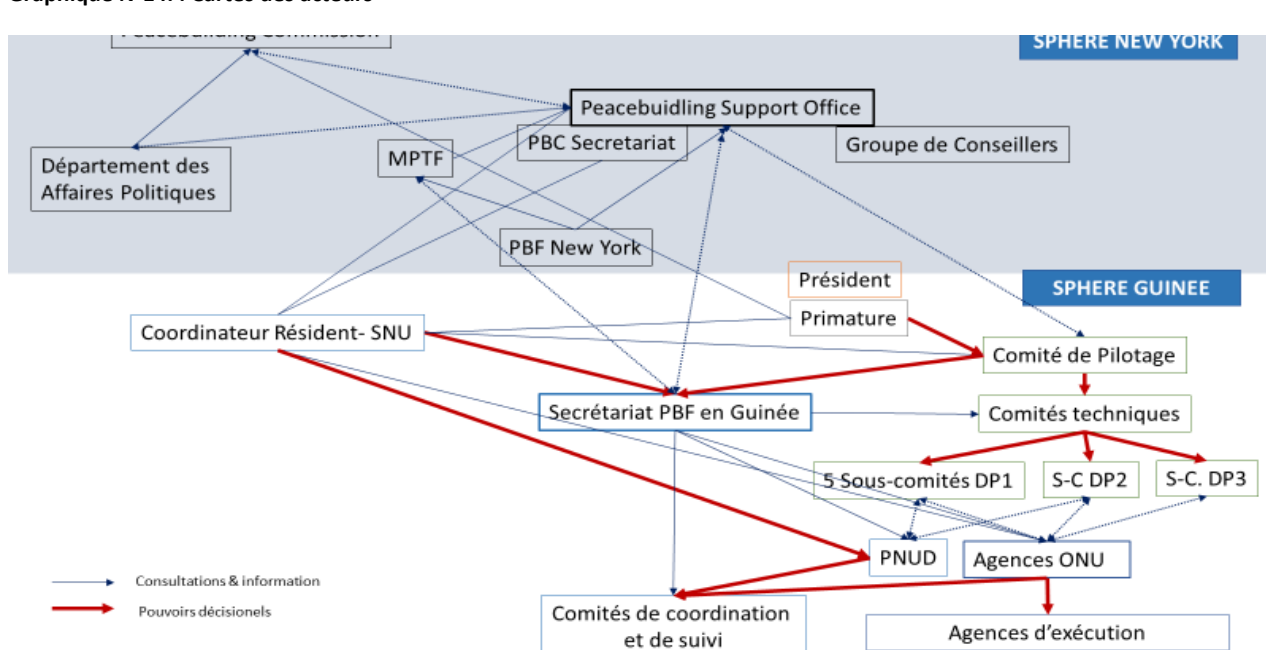 SPHERE NEW YORK
Peacebuilding Commission
Peacebuidling Support Office
PBC Secretariat
Groupe de Conseillers
MPTF
Département des
Affaires Politiques
PBF New York
Président
SPHERE GUINEE
Primature
Coordinateur Résident- SNU
Comité de Pilotage
Secrétariat PBF en Guinée
Comités techniques
5 Sous-comités DP1
S-C DP2
S-C. DP3
PNUD
Agences ONU
Consultations & information
Pouvoirs décisionels
Comités de coordination
et de suivi
Agences d’exécution